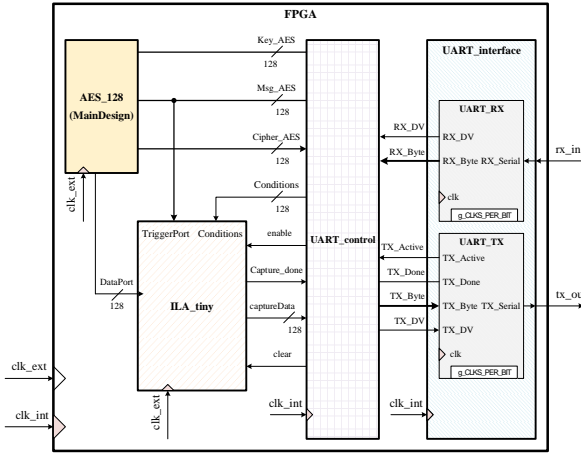 FPGA
AES_128
(MainDesign)
clk_ext
Key_AES
128
Msg_AES
128
Cipher_AES
128
Conditions
128
TriggerPort Conditions
ILA_tiny
DataPort
128
enable
Capture_done
captureData
128
clear
clk_ext
UART_control
clk_int
UART_interface
UART_RX
RX_DV
RX_DV
RX_Byte
RX_Byte RX_Serial
clk
g_CLKS_PER_BIT
rx_in
UART_TX
TX_Active
TX_Active
TX_Done
TX_Done
TX_Byte
TX_Byte TX_Serial
TX_DV
TX_DV
clk
g_CLKS_PER_BIT
tx_ou
clk_int
clk_ext
clk_int